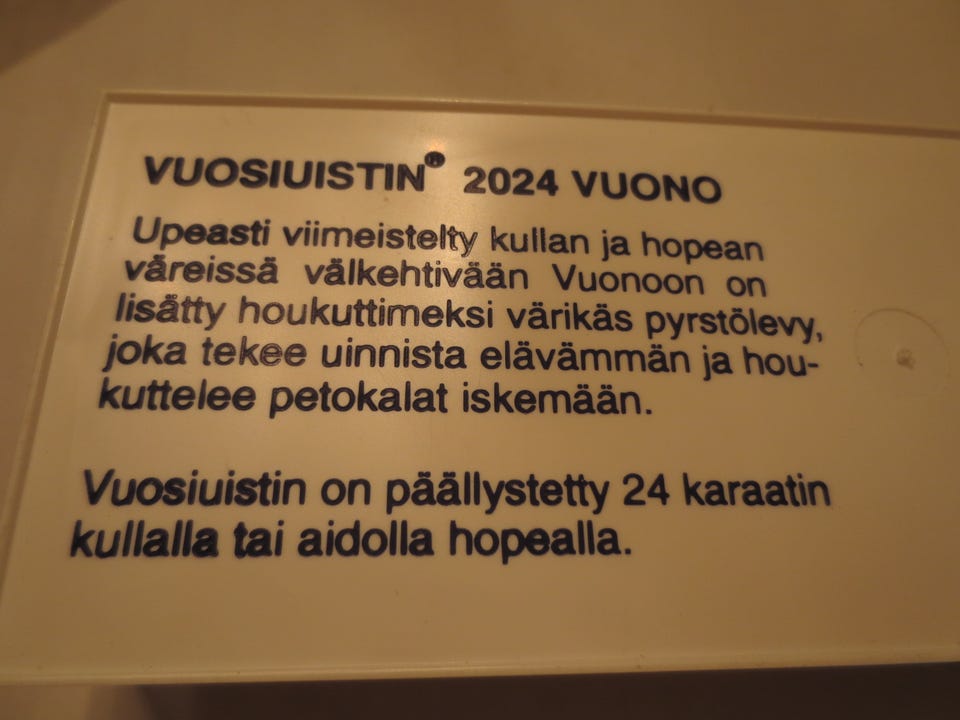 VUOSIUISTIN® 2024 VUONO
Upeasti viimeistelty kullan ja hopean
väreissä välkehtivään Vuonoon on
lisätty houkuttimeksi värikäs pyrstölevy,
joka tekee uinnista elävämmän ja hou-
kuttelee petokalat iskemään.
Vuosiuistin on päällystetty 24 karaatin
kullalla tai aidolla hopealla.